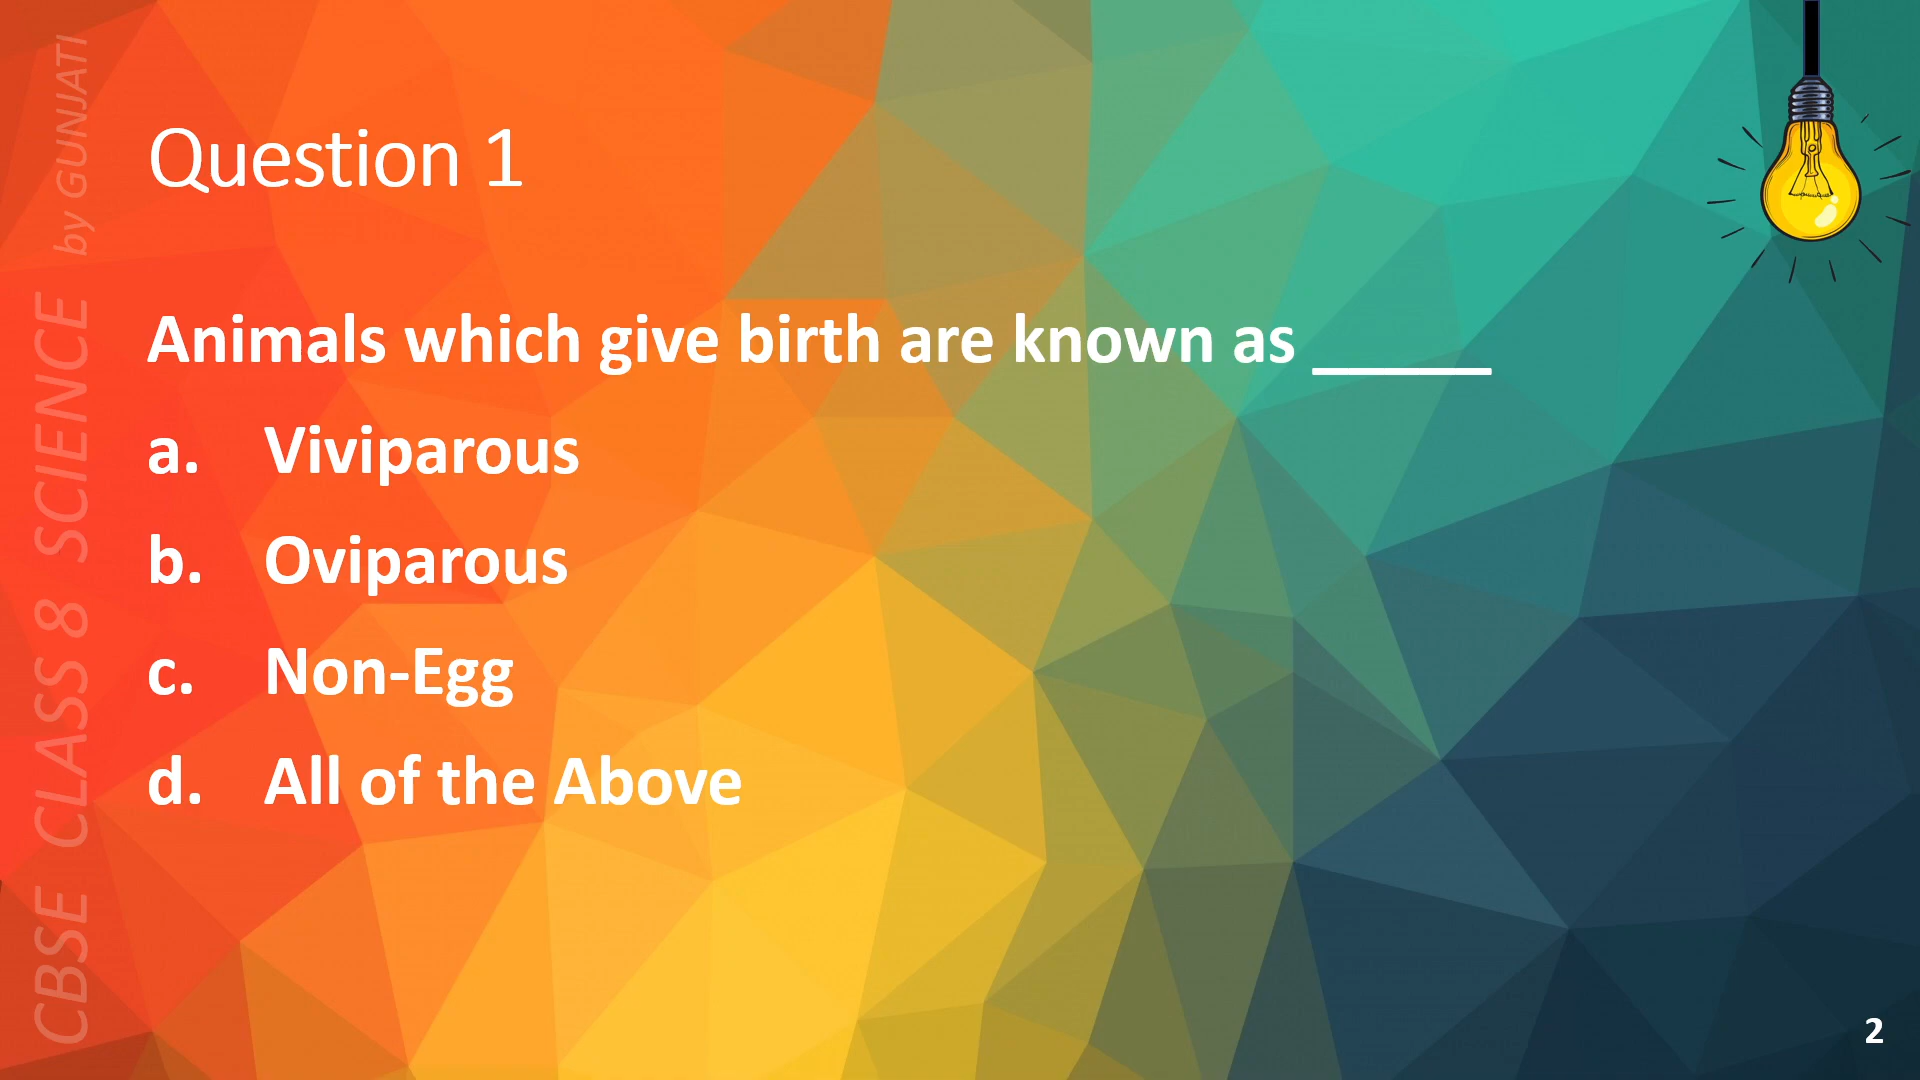 Question 1
Animals which give birth are known as ______
a. Viviparous
b. Oviparous
c. Non-Egg
d. All of the Above
CBSE CLASS 8 SCIENCE by GUNJATI
2